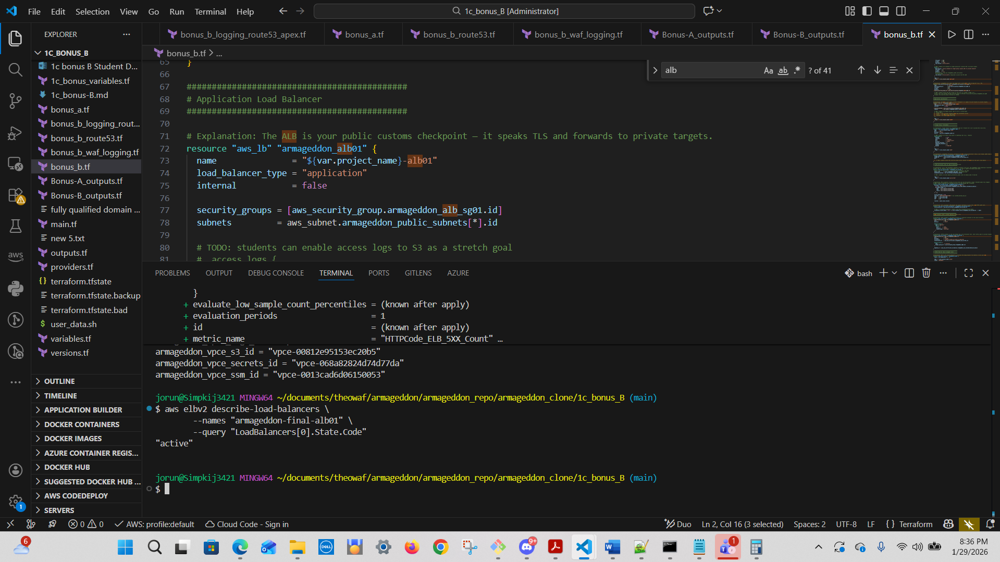 File Edit Selection View Go Run Terminal Help
1c_bonus_B [Administrator]
EXPLORER
bonus_b_logging_route53_apex.tf
bonus_a.tf
bonus_b_route53.tf
bonus_b_waf_logging.tf
Bonus-A_outputs.tf
Bonus-B_outputs.tf
bonus_b.tf
1C_BONUS_B
1c bonus B Student D...
1c_bonus_variables.tf
1c_bonus-B.md
bonus_a.tf
bonus_b_logging_rout...
bonus_b_route53.tf
bonus_b_waf_logging.tf
bonus_b.tf
Bonus-A_outputs.tf
Bonus-B_outputs.tf
fully qualified domain ...
main.tf
new 5.txt
outputs.tf
providers.tf
terraform.tfstate
terraform.tfstate.backup
terraform.tfstate.bad
user_data.sh
variables.tf
versions.tf
OUTLINE
TIMELINE
APPLICATION BUILDER
DOCKER CONTAINERS
DOCKER IMAGES
AZURE CONTAINER REGIS...
DOCKER HUB
SUGGESTED DOCKER HUB ...
AWS CODEDEPLOY
SERVERS
aws
1
bonus_b.tf > ...
alb
Aa ab ? of 41
65 }
66
67 ############################################
68 # Application Load Balancer
69 ############################################
70
71 # Explanation: The ALB is your public customs checkpoint — it speaks TLS and forwards to private targets.
72 resource "aws_lb" "armageddon_alb01" {
73 name = "${var.project_name}-alb01"
74 load_balancer_type = "application"
75 internal = false
76
77 security_groups = [aws_security_group.armageddon_alb_sg01.id]
78 subnets = aws_subnet.armageddon_public_subnets[*].id
79
80 # TODO: students can enable access logs to S3 as a stretch goal
81 # access_logs {
PROBLEMS OUTPUT DEBUG CONSOLE TERMINAL PORTS GITLENS AZURE
bash
}
+ evaluate_low_sample_count_percentiles = (known after apply)
+ evaluation_periods = 1
+ id = (known after apply)
+ metric_name = "HTTPCode_ELB_5XX_Count" …
armageddon_vpce_s3_id = "vpce-00812e95153ec20b5"
armageddon_vpce_secrets_id = "vpce-068a82824d74d77da"
armageddon_vpce_ssm_id = "vpce-0013cad6d06150053"
jorun@Simpkij3421 MINGW64 ~/documents/theowaf/armageddon/armageddon_repo/armageddon_clone/1c_bonus_B (main)
$ aws elbv2 describe-load-balancers \
--names "armageddon-final-alb01" \
--query "LoadBalancers[0].State.Code"
"active"
jorun@Simpkij3421 MINGW64 ~/documents/theowaf/armageddon/armageddon_repo/armageddon_clone/1c_bonus_B (main)
$
0 0 AWS: profile:default Cloud Code - Sign in
Duo Ln 2, Col 16 (3 selected) Spaces: 2 UTF-8 LF {} Terraform
6
DELL
9+
1
8:36 PM
1/29/2026